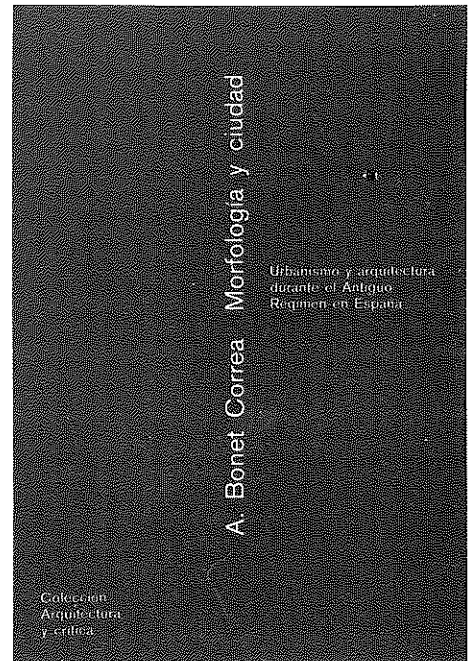 A. Bonet Correa Morfología y ciudad
Urbanismo y arquitectura
durante el Antiguo
Régimen en España
Colección
Arquitectura
y crítica